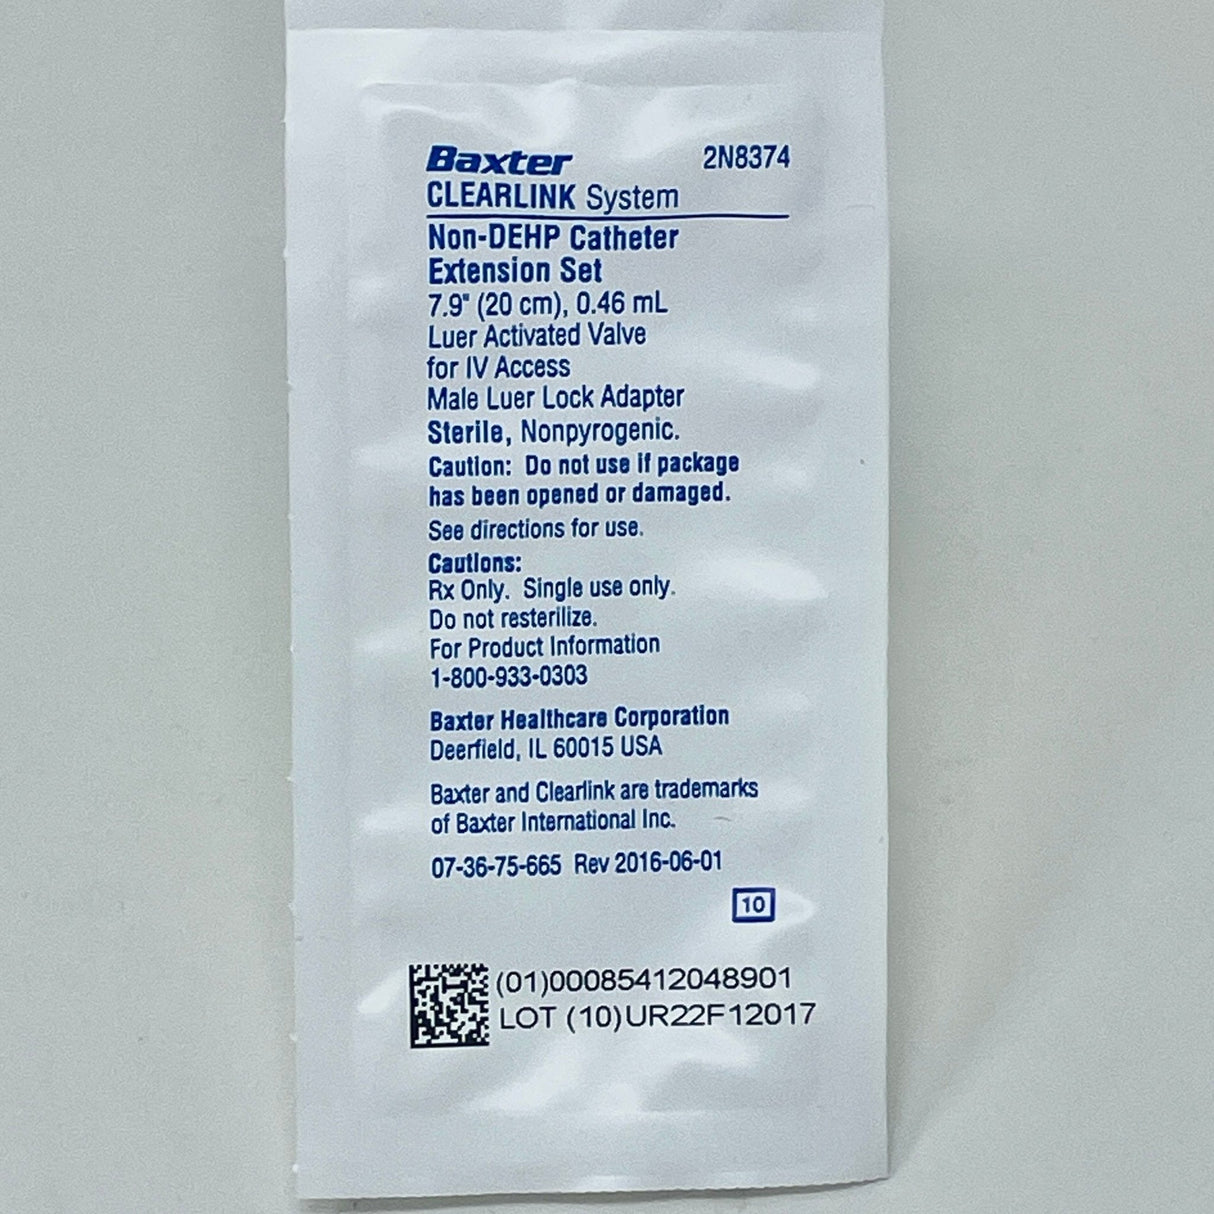 Baxter 2N8374
CLEARLINK System
Non-DEHP Catheter
Extension Set
7.9" (20 cm), 0.46 mL
Luer Activated Valve
for IV Access
Male Luer Lock Adapter
Sterile, Nonpyrogenic.
Caution: Do not use if package
has been opened or damaged.
See directions for use.
Cautions:
Rx Only. Single use only.
Do not resterilize.
For Product Information
1-800-933-0303
Baxter Healthcare Corporation
Deerfield, IL 60015 USA
Baxter and Clearlink are trademarks
of Baxter International Inc.
07-36-75-665 Rev 2016-06-01
10
(01)00085412048901
LOT (10)UR22F12017